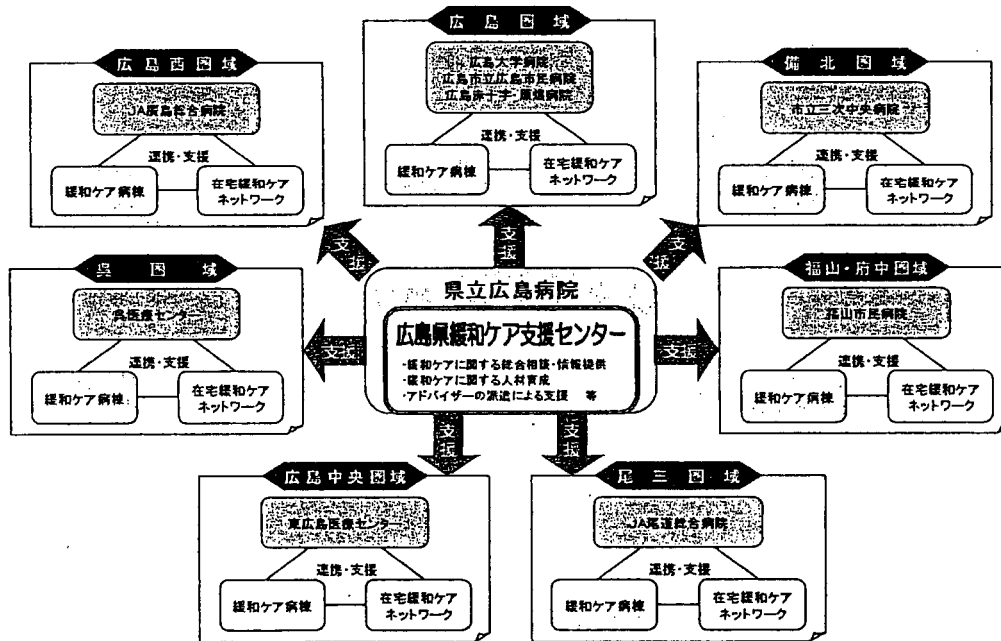 広島圏域
広島大学病院
広島市立広島市民病院
広島赤十字・原爆病院
連携・支援
緩和ケア病棟
在宅緩和ケア
ネットワーク
広島西圏域
JA廣島総合病院
連携・支援
緩和ケア病棟
在宅緩和ケア
ネットワーク
備北圏域
市立三次中央病院
連携・支援
緩和ケア病棟
在宅緩和ケア
ネットワーク
支援
支援
支援
呉圏域
呉医療センター
連携・支援
緩和ケア病棟
在宅緩和ケア
ネットワーク
支援
県立広島病院
広島県緩和ケア支援センター
・緩和ケアに関する総合相談・情報提供
・緩和ケアに関する人材育成
・アドバイザーの派遣による支援 等
支援
福山・府中圏域
福山市民病院
連携・支援
緩和ケア病棟
在宅緩和ケア
ネットワーク
支援
支援
広島中央圏域
東広島医療センター
連携・支援
緩和ケア病棟
在宅緩和ケア
ネットワーク
尾三圏域
JA尾道総合病院
連携・支援
緩和ケア病棟
在宅緩和ケア
ネットワーク